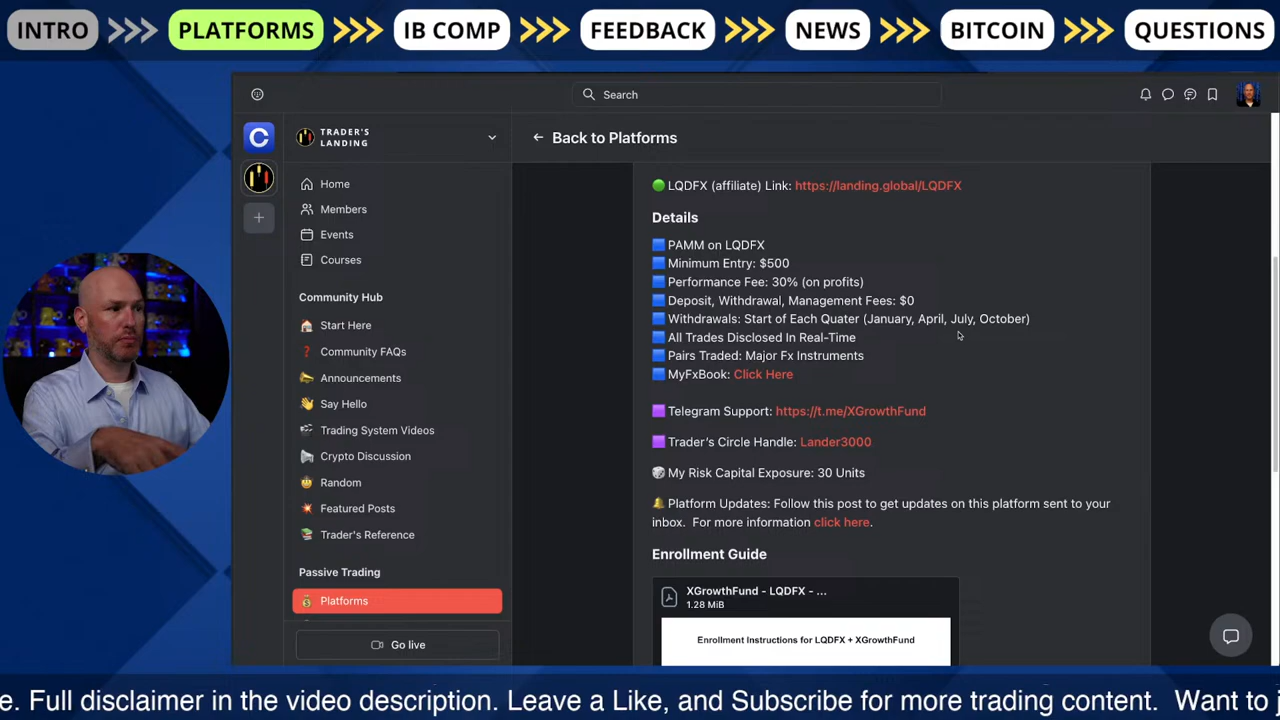 INTRO
PLATFORMS
IB COMP
FEEDBACK
NEWS
BITCOIN
QUESTIONS
Search
TRADER'S
LANDING
Back to Platforms
Home
Members
Events
Courses
Community Hub
Start Here
Community FAQs
Announcements
Say Hello
Trading System Videos
Crypto Discussion
Random
Featured Posts
Trader's Reference
Passive Trading
Platforms
Go live
LQDFX (affiliate) Link: https://landing.global/LQDFX
Details
PAMM on LQDFX
Minimum Entry: $500
Performance Fee: 30% (on profits)
Deposit, Withdrawal, Management Fees: $0
Withdrawals: Start of Each Quater (January, April, July, October)
All Trades Disclosed In Real-Time
Pairs Traded: Major Fx Instruments
MyFxBook: Click Here
Telegram Support: https://t.me/XGrowthFund
Trader's Circle Handle: Lander3000
My Risk Capital Exposure: 30 Units
Platform Updates: Follow this post to get updates on this platform sent to your
inbox. For more information click here.
Enrollment Guide
XGrowthFund - LQDFX - ...
1.28 MiB
Enrollment Instructions for LQDFX + XGrowthFund
e. Full disclaimer in the video description. Leave a Like, and Subscribe for more trading content. Want to j